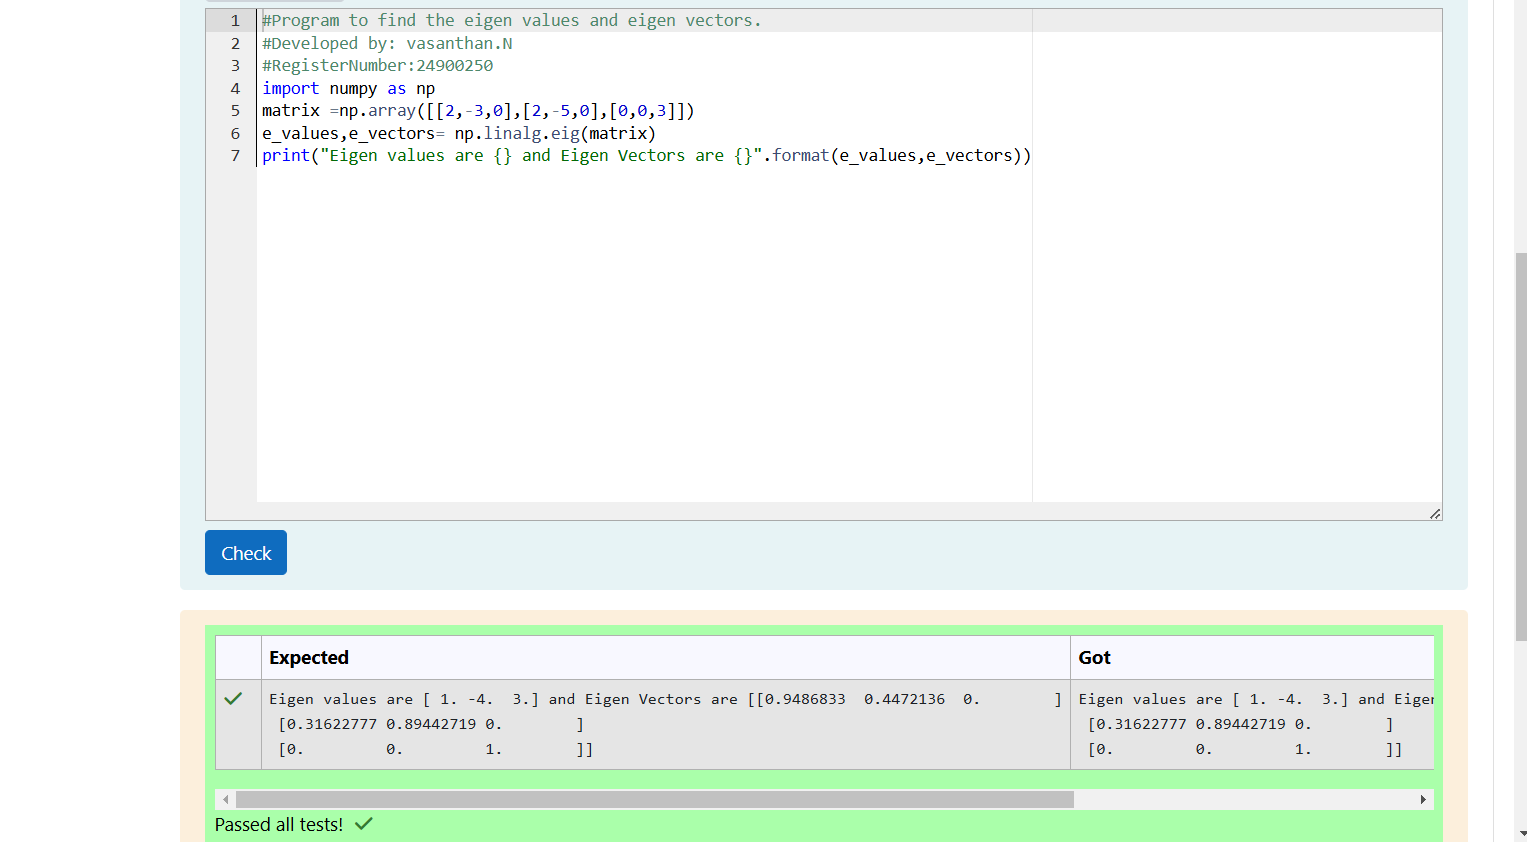 1 #Program to find the eigen values and eigen vectors.
2 #Developed by: vasanthan.N
3 #RegisterNumber:24900250
4 import numpy as np
5 matrix =np.array([[2,-3,0],[2,-5,0],[0,0,3]])
6 e_values,e_vectors= np.linalg.eig(matrix)
7 print("Eigen values are {} and Eigen Vectors are {}".format(e_values,e_vectors))
Check
Expected Got
Eigen values are [ 1. -4.  3.] and Eigen Vectors are [[0.9486833  0.4472136  0.        ] Eigen values are [ 1. -4.  3.] and Eiger
[0.31622777 0.89442719 0.        ] [0.31622777 0.89442719 0.        ]
[0.         0.         1.        ]] [0.         0.         1.        ]]
Passed all tests!